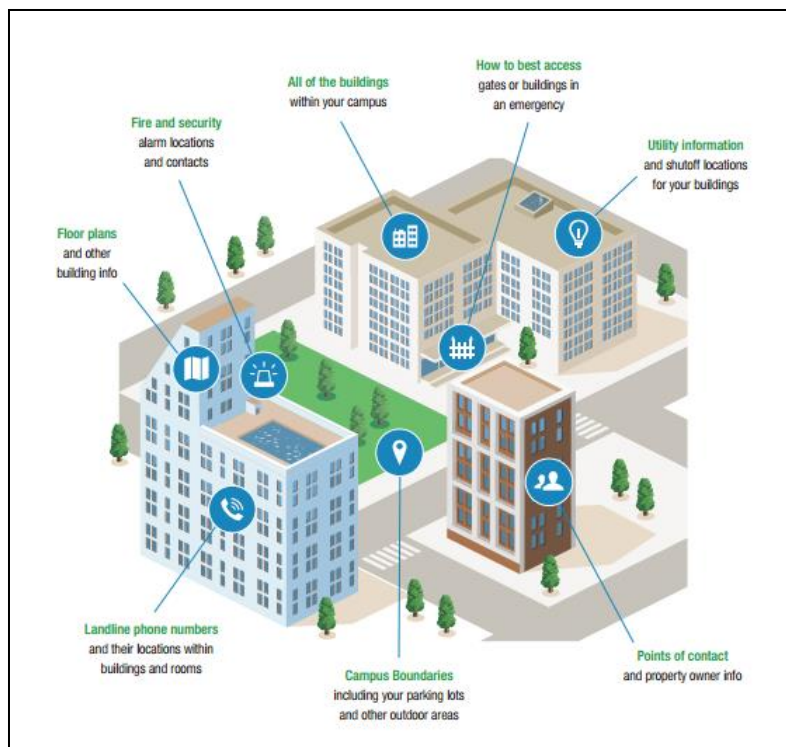 How to best access
gates or buildings in
an emergency
All of the buildings
within your campus
Fire and security
alarm locations
and contacts
Utility information
and shutoff locations
for your buildings
Floor plans
and other
building info
Landline phone numbers
and their locations within
buildings and rooms
Campus Boundaries
including your parking lots
and other outdoor areas
Points of contact
and property owner info